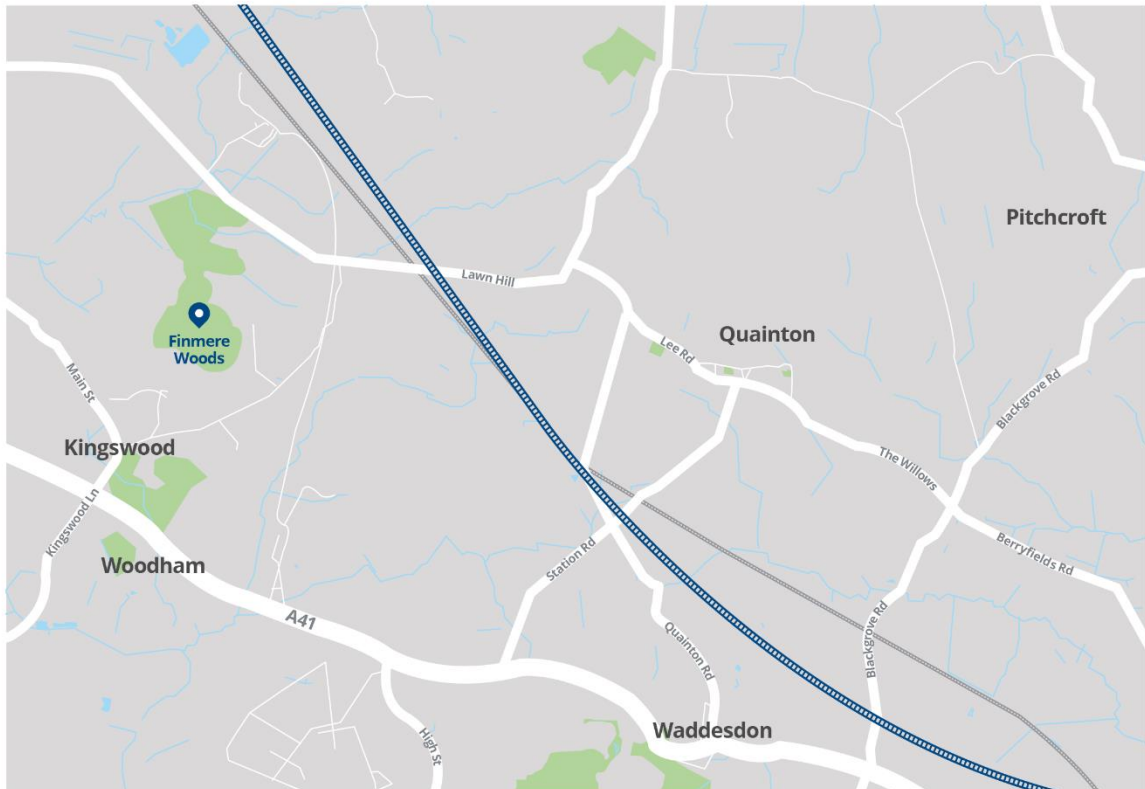 Pitchcroft
Lawn Hill
Finmere
Woods
Quainton
Lee Rd
Main St
Blackgrove Rd
Kingswood
The Willows
Kingswood Ln
Woodham
Station Rd
Berryfields Rd
A41
Quainton Rd
Blackgrove Rd
Waddesdon
High St